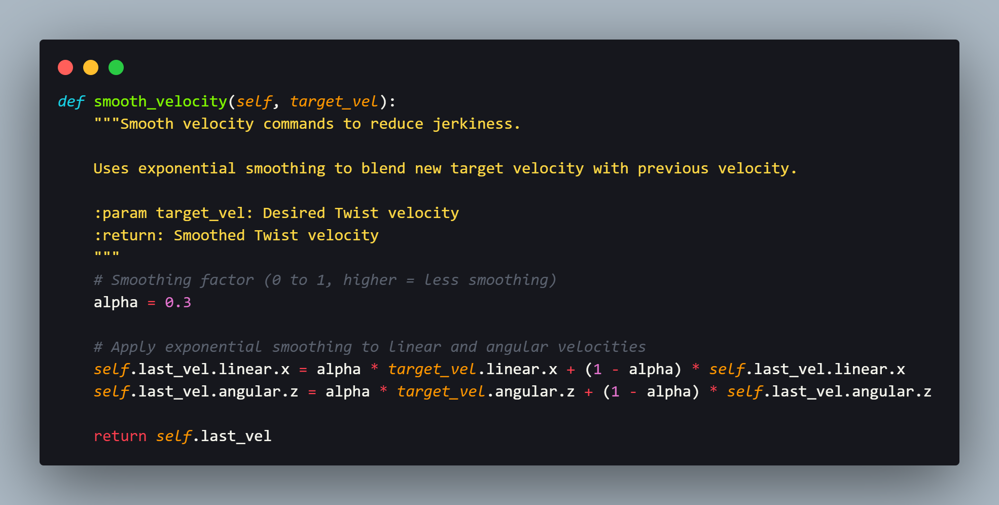 def smooth_velocity(self, target_vel):
    """Smooth velocity commands to reduce jerkiness.

    Uses exponential smoothing to blend new target velocity with previous velocity.

    :param target_vel: Desired Twist velocity
    :return: Smoothed Twist velocity
    """
    # Smoothing factor (0 to 1, higher = less smoothing)
    alpha = 0.3

    # Apply exponential smoothing to linear and angular velocities
    self.last_vel.linear.x = alpha * target_vel.linear.x + (1 - alpha) * self.last_vel.linear.x
    self.last_vel.angular.z = alpha * target_vel.angular.z + (1 - alpha) * self.last_vel.angular.z

    return self.last_vel